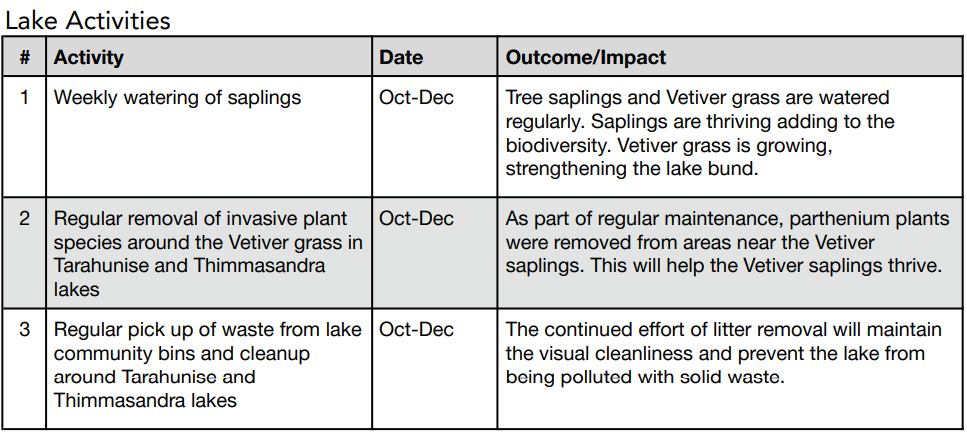 Lake Activities
# Activity Date Outcome/Impact
1 Weekly watering of saplings Oct-Dec Tree saplings and Vetiver grass are watered
regularly. Saplings are thriving adding to the
biodiversity. Vetiver grass is growing,
strengthening the lake bund.
2 Regular removal of invasive plant Oct-Dec As part of regular maintenance, parthenium plants
species around the Vetiver grass in were removed from areas near the Vetiver
Tarahunise and Thimmasandra saplings. This will help the Vetiver saplings thrive.
lakes
3 Regular pick up of waste from lake Oct-Dec The continued effort of litter removal will maintain
community bins and cleanup the visual cleanliness and prevent the lake from
around Tarahunise and being polluted with solid waste.
Thimmasandra lakes